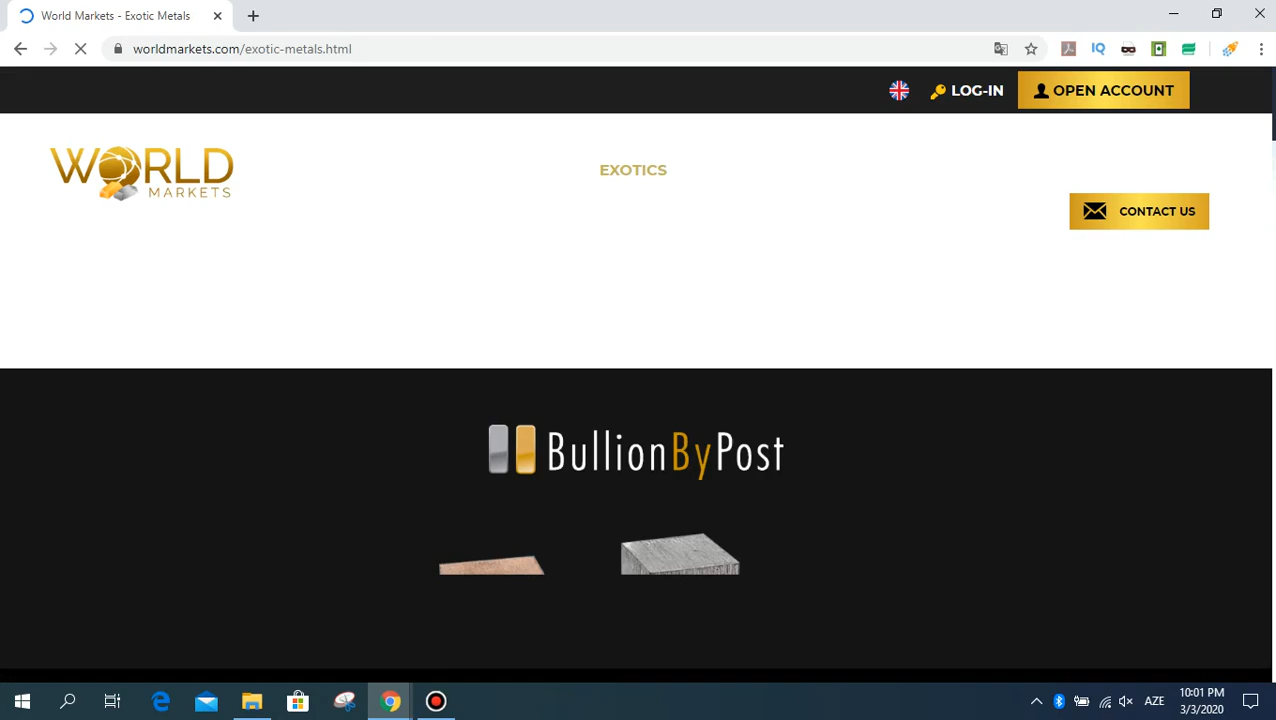 World Markets - Exotic Metals
worldmarkets.com/exotic-metals.html
IQ
LOG-IN
OPEN ACCOUNT
WORLD
MARKETS
EXOTICS
CONTACT US
BullionByPost
AZE
10:01 PM
3/3/2020